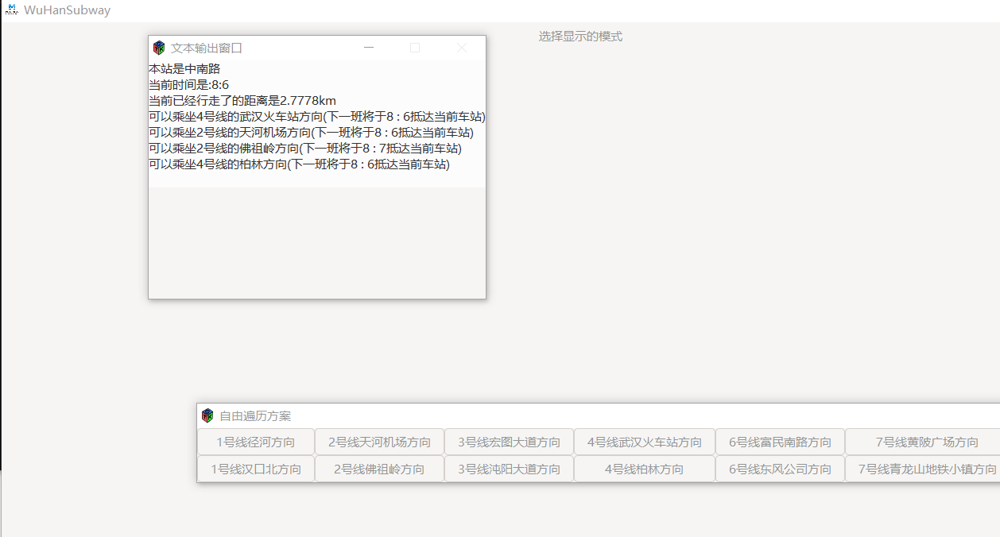 WuHanSubway
选择显示的模式
文本输出窗口
本站是中南路
当前时间是:8:6
当前已经行走了的距离是2.7778km
可以乘坐4号线的武汉火车站方向(下一班将于8 : 6抵达当前车站)
可以乘坐2号线的天河机场方向(下一班将于8 : 6抵达当前车站)
可以乘坐2号线的佛祖岭方向(下一班将于8 : 7抵达当前车站)
可以乘坐4号线的柏林方向(下一班将于8 : 6抵达当前车站)
自由遍历方案
1号线径河方向 2号线天河机场方向 3号线宏图大道方向 4号线武汉火车站方向 6号线富民南路方向 7号线黄陂广场方向
1号线汉口北方向 2号线佛祖岭方向 3号线沌阳大道方向 4号线柏林方向 6号线东风公司方向 7号线青龙山地铁小镇方向